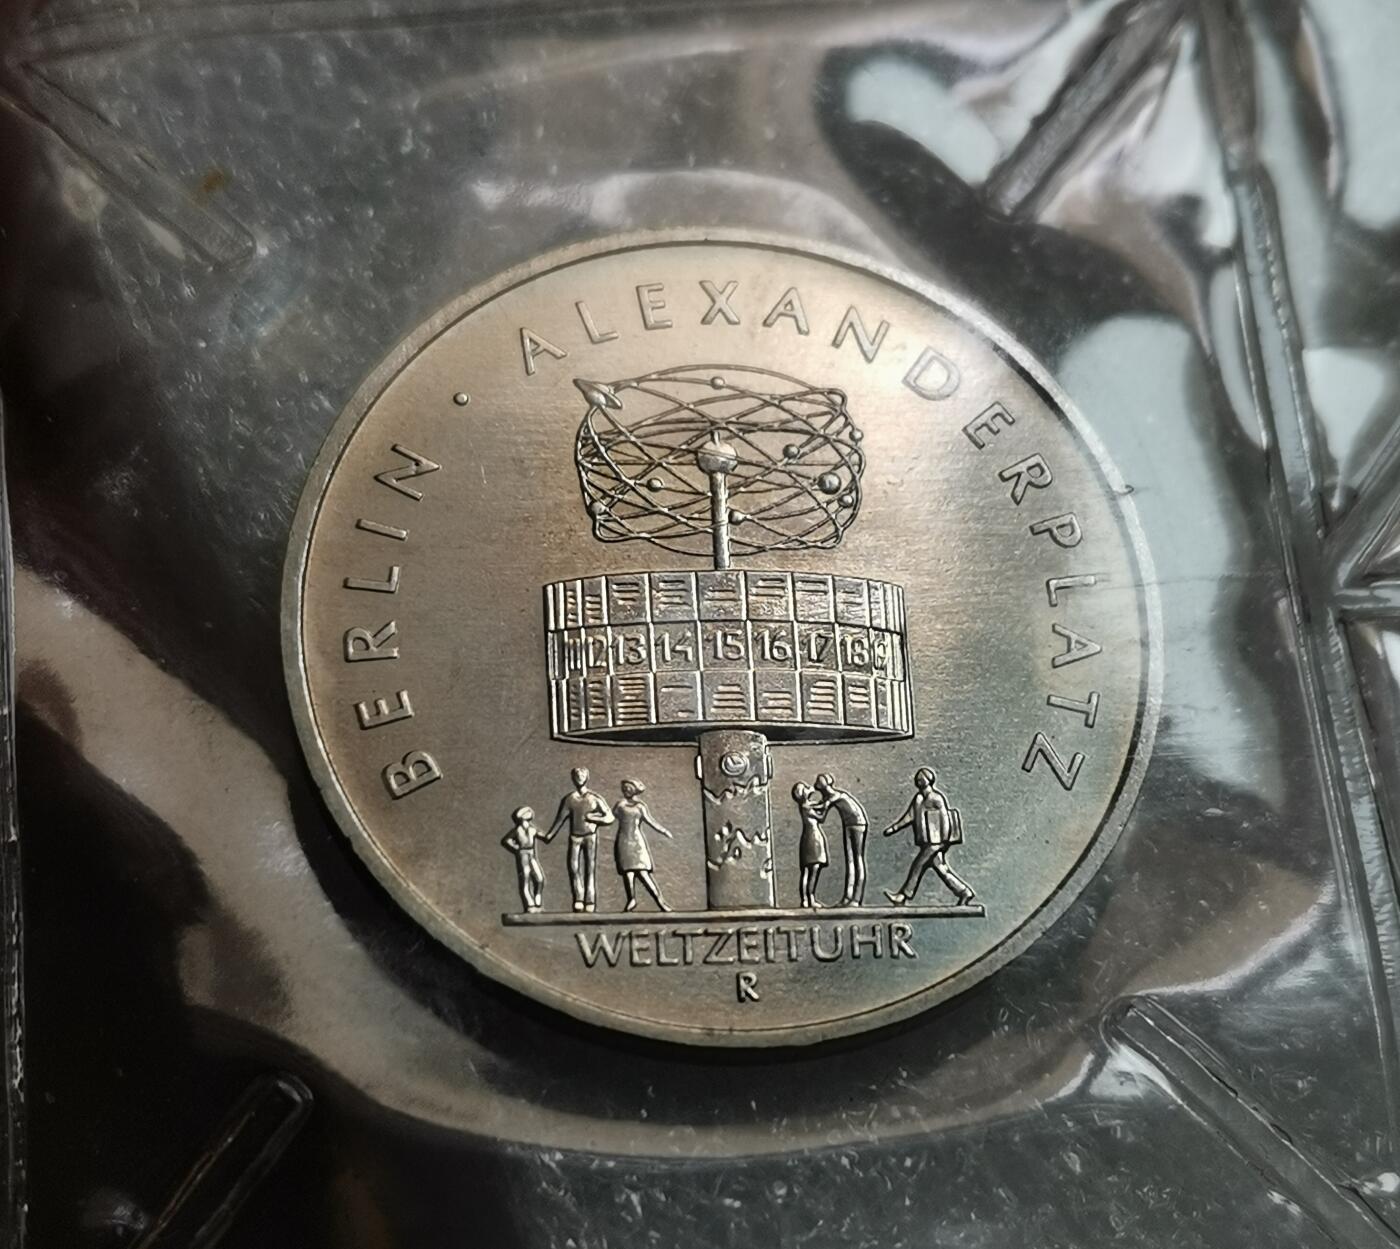 BERLIN · ALEXANDERPLATZ
12 13 14 15 16 17 18
WELTZEITUHR
R